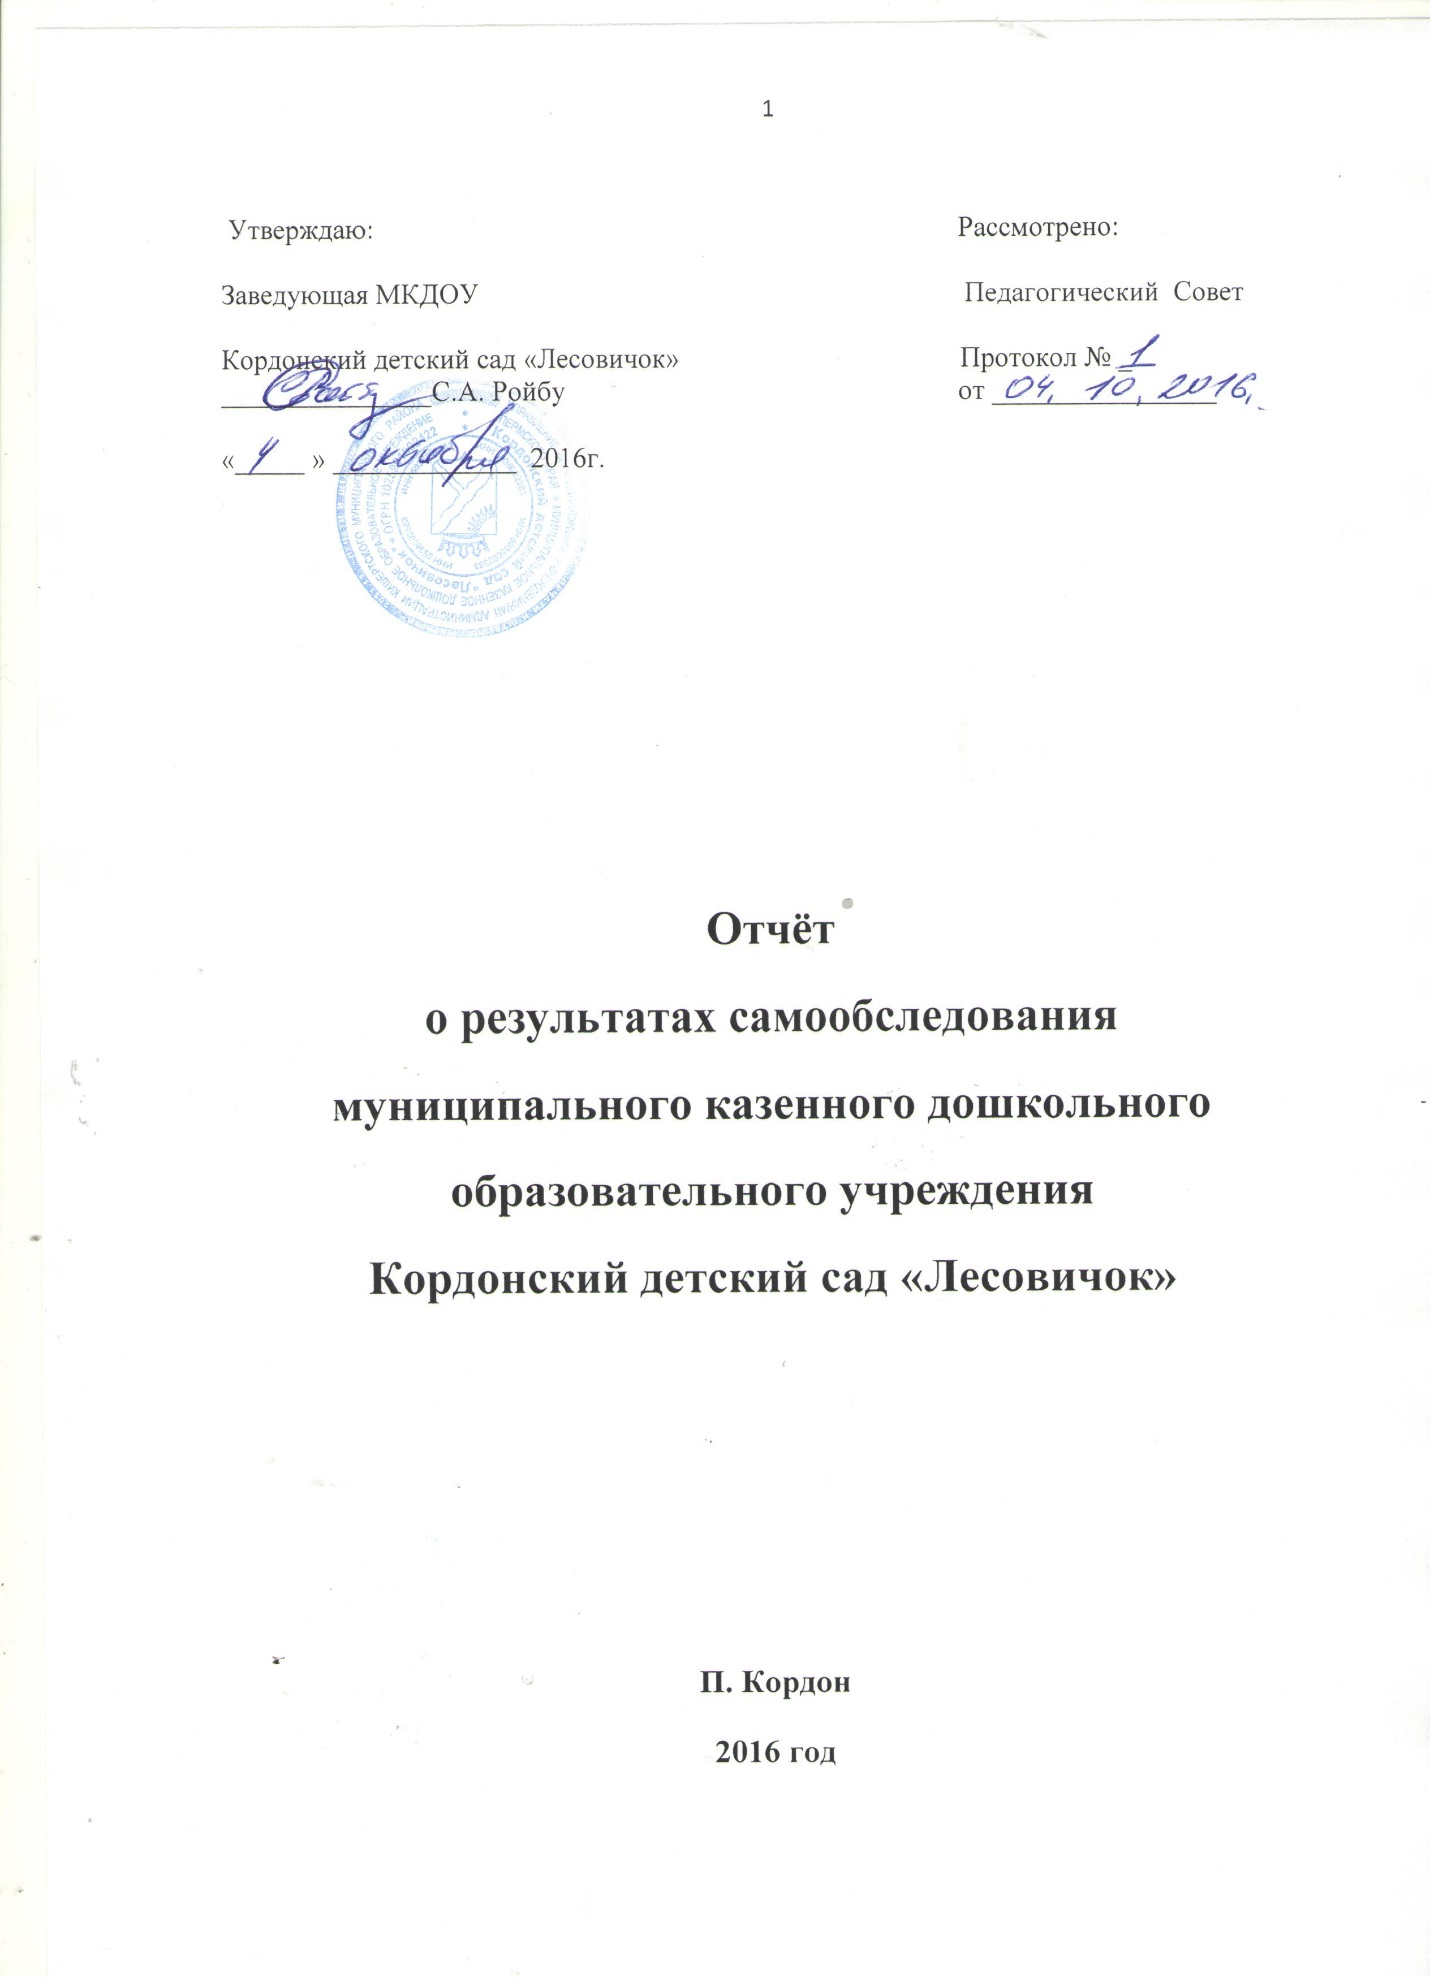 1
Утверждаю:
Рассмотрено:
Заведующая МКДОУ
Педагогический Совет
Кордонский детский сад «Лесовичок»
Протокол № 1
С.А. Ройбу
от 04. 10. 2016.
« 4 » октября 2016г.
Отчёт
о результатах самообследования
муниципального казенного дошкольного
образовательного учреждения
Кордонский детский сад «Лесовичок»
П. Кордон
2016 год